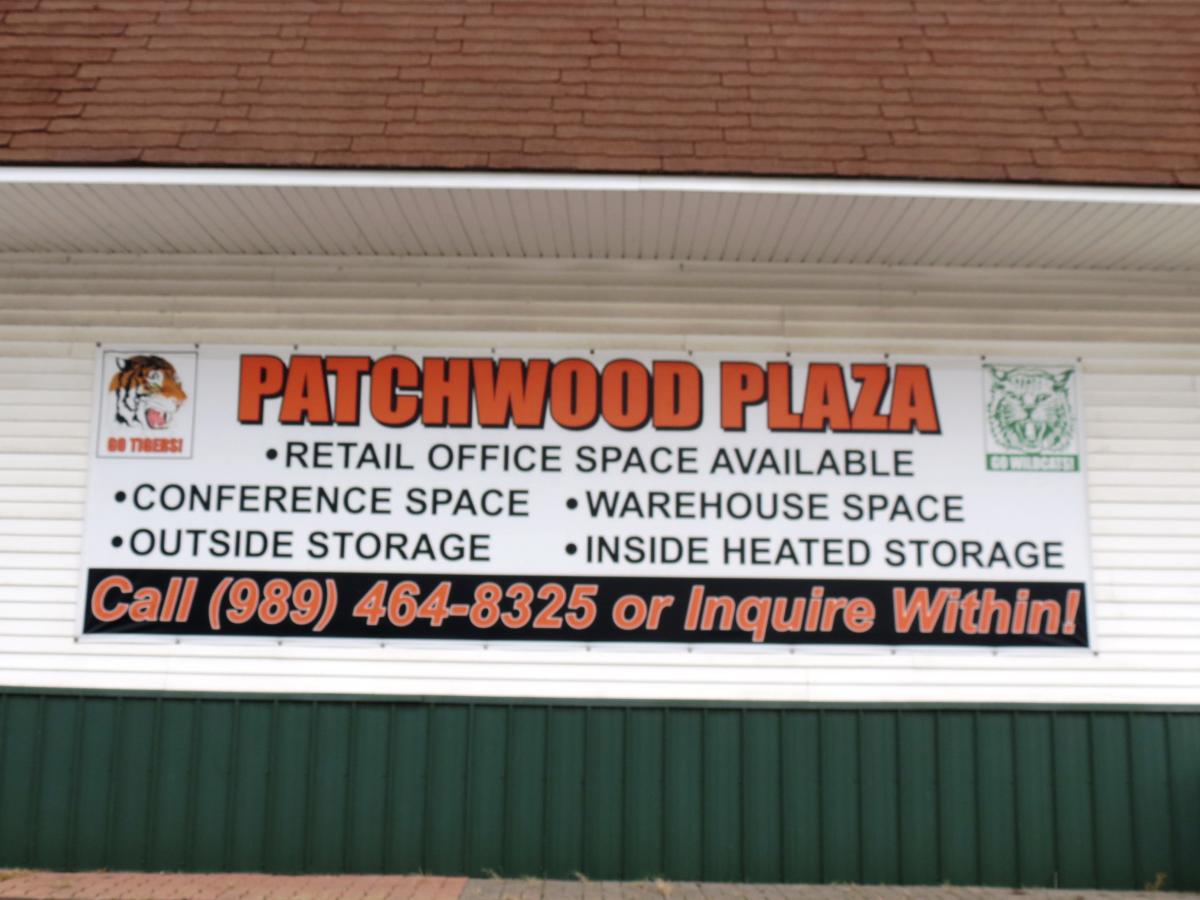 PATCHWOOD PLAZA
GO TIGERS!
GO WILDCATS!
•RETAIL OFFICE SPACE AVAILABLE
•CONFERENCE SPACE •WAREHOUSE SPACE
•OUTSIDE STORAGE •INSIDE HEATED STORAGE
Call (989) 464-8325 or Inquire Within!